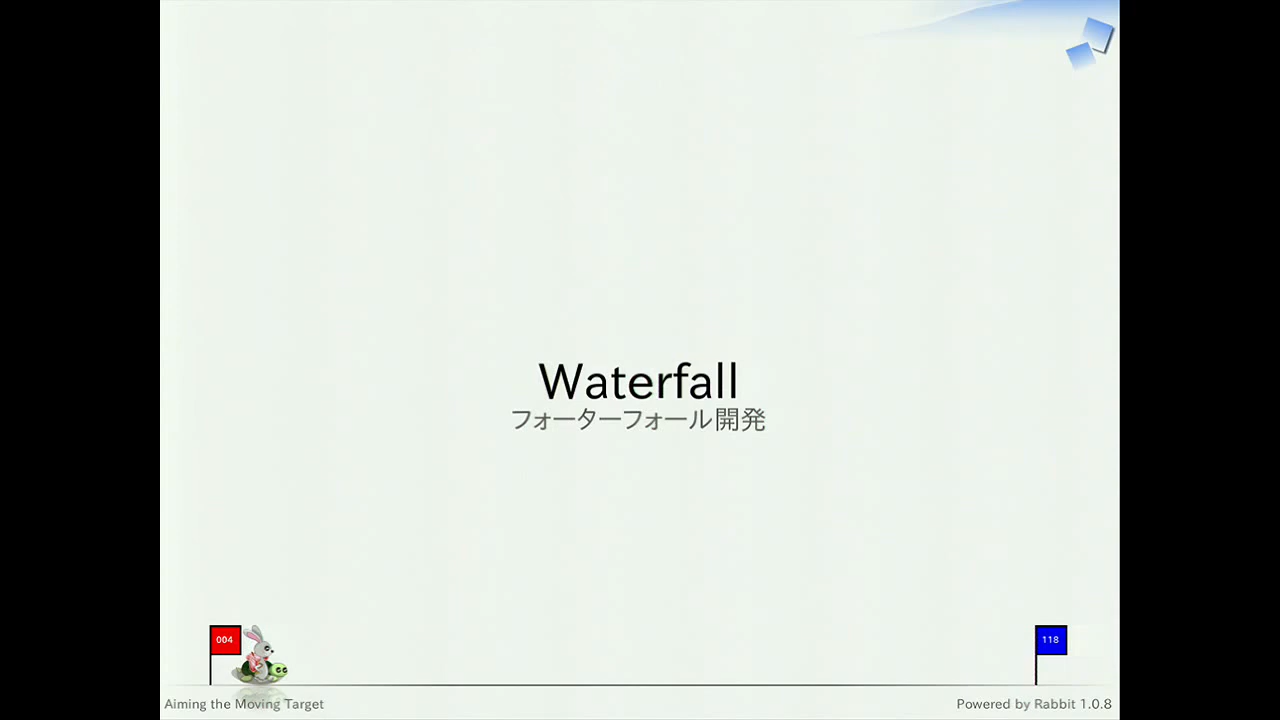 Waterfall
フォーターフォール開発
004
118
Aiming the Moving Target
Powered by Rabbit 1.0.8